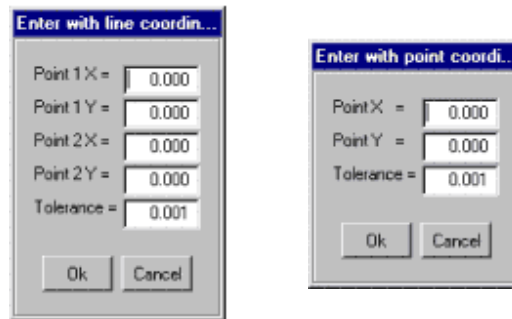 Enter with line coordin...
Point 1 X = 0.000
Point 1 Y = 0.000
Point 2 X = 0.000
Point 2 Y = 0.000
Tolerance = 0.001
Ok Cancel
Enter with point coordi...
Point X = 0.000
Point Y = 0.000
Tolerance = 0.001
Ok Cancel